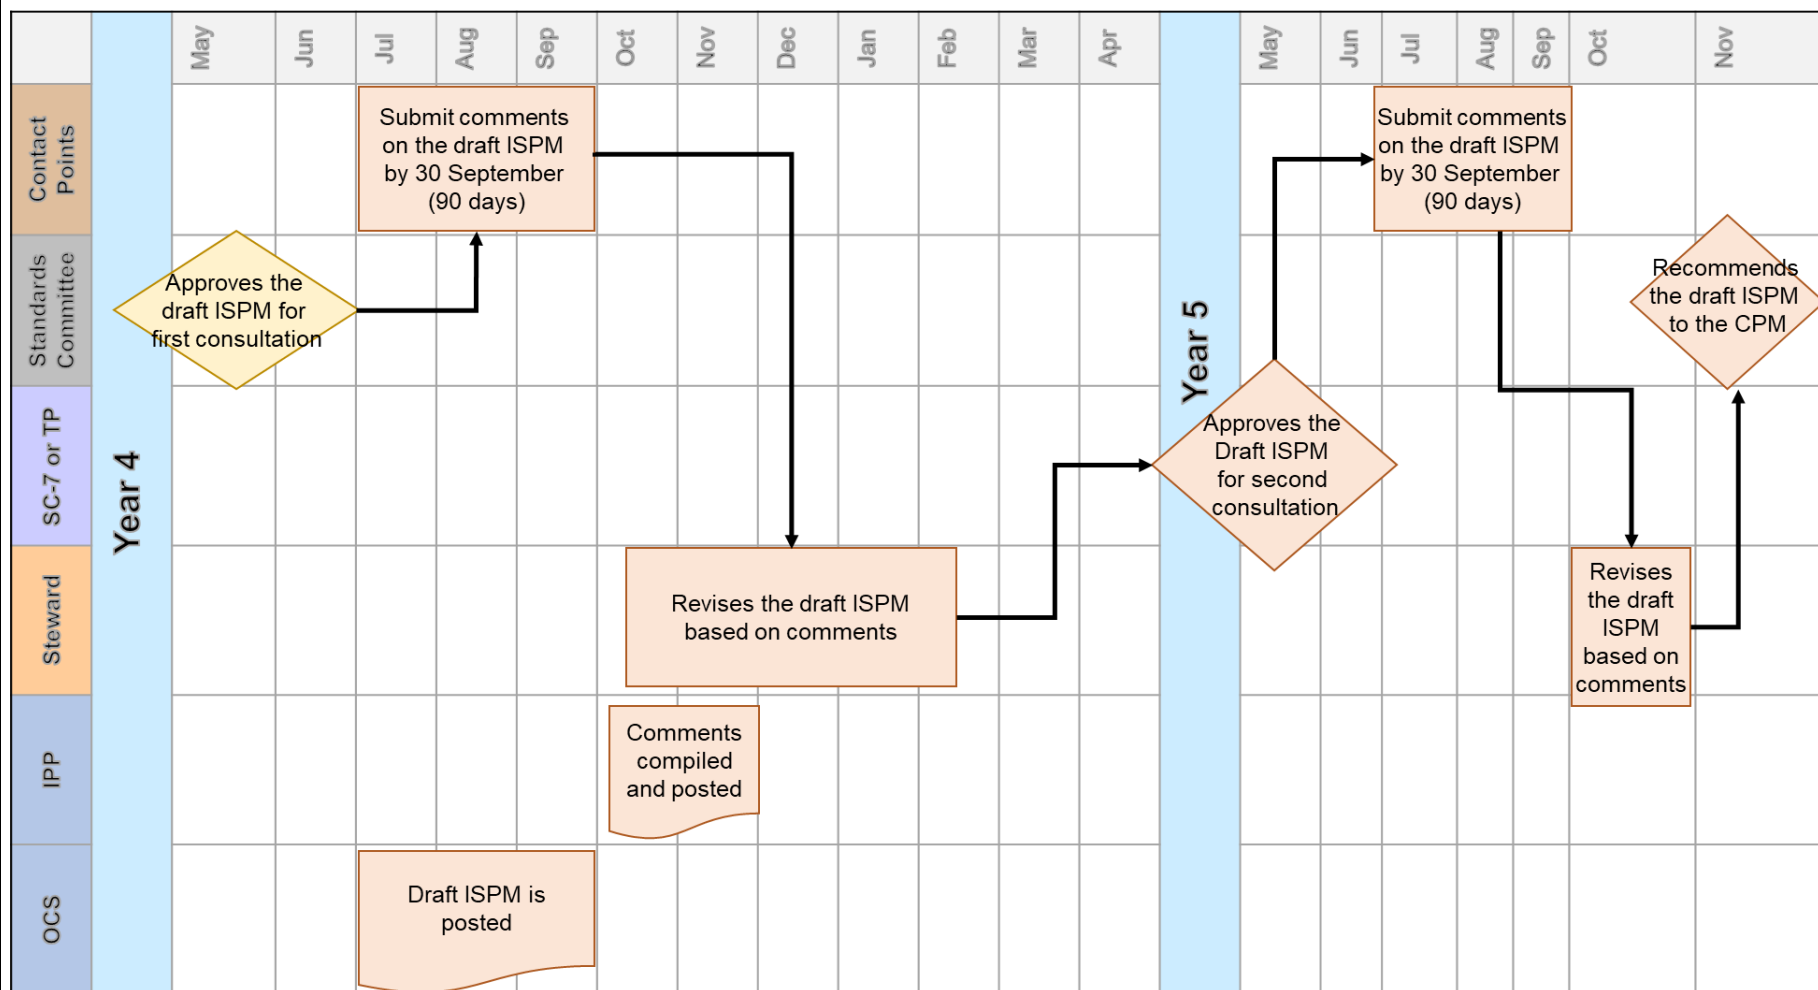 May
Jun
Jul
Aug
Sep
Oct
Nov
Dec
Jan
Feb
Mar
Apr
May
Jun
Jul
Aug
Sep
Oct
Nov
Contact
Points
Submit comments
on the draft ISPM
by 30 September
(90 days)
Submit comments
on the draft ISPM
by 30 September
(90 days)
Standards
Committee
Approves the
draft ISPM for
first consultation
Recommends
the draft ISPM
to the CPM
Year 4
Year 5
SC-7 or TP
Approves the
Draft ISPM
for second
consultation
Steward
Revises the draft ISPM
based on comments
Revises
the draft
ISPM
based on
comments
IPP
Comments
compiled
and posted
OCS
Draft ISPM is
posted